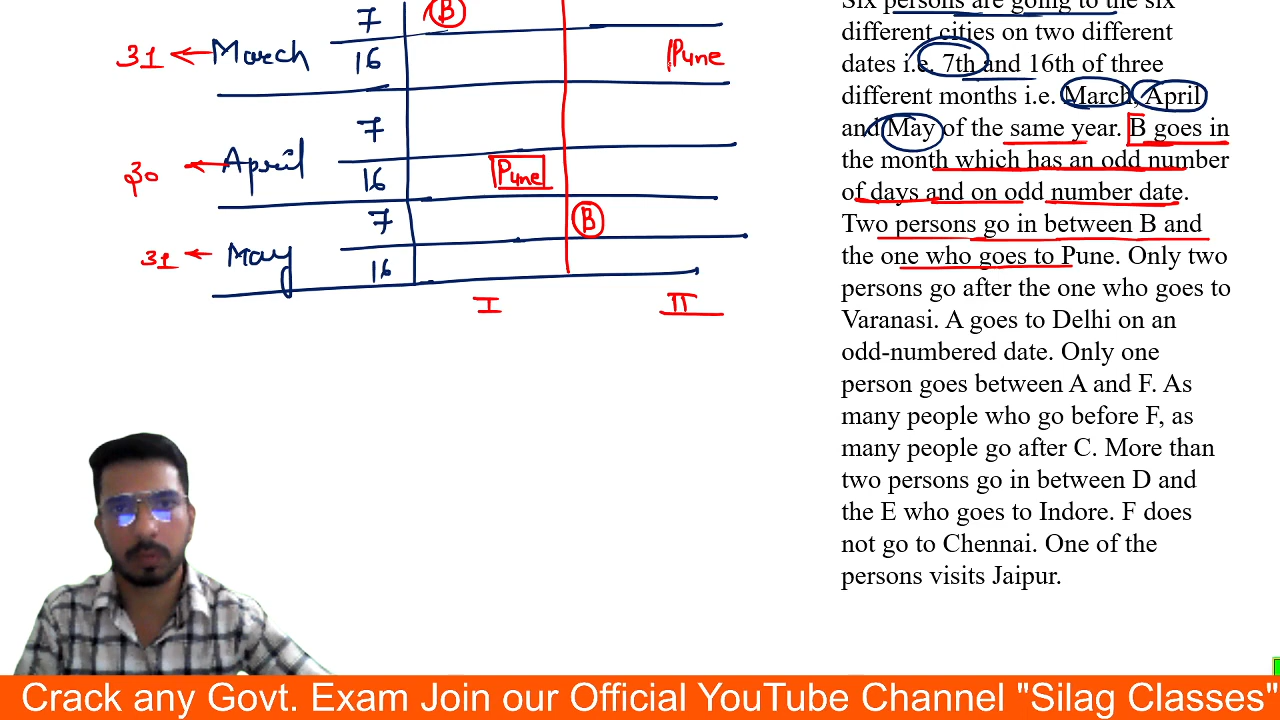 7 B
31 ← March 16 Pune
7
30 ← April 16 Pune
7 B
31 ← May 16
I II
Six persons are going to the six
different cities on two different
dates i.e. 7th and 16th of three
different months i.e. March, April
and May of the same year. B goes in
the month which has an odd number
of days and on odd number date.
Two persons go in between B and
the one who goes to Pune. Only two
persons go after the one who goes to
Varanasi. A goes to Delhi on an
odd-numbered date. Only one
person goes between A and F. As
many people who go before F, as
many people go after C. More than
two persons go in between D and
the E who goes to Indore. F does
not go to Chennai. One of the
persons visits Jaipur.
Crack any Govt. Exam Join our Official YouTube Channel "Silag Classes"